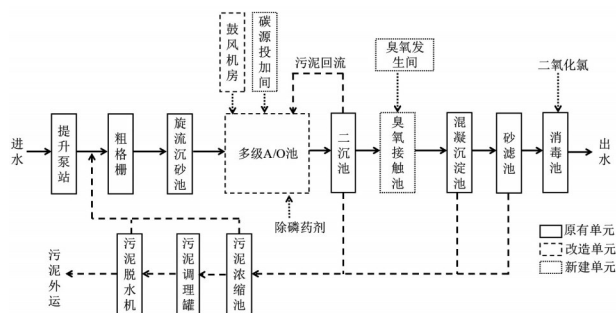 鼓风机房
碳源投加间
污泥回流
臭氧发生间
二氧化氯
进水
提升泵站
粗格栅
旋流沉砂池
多级A/O池
二沉池
臭氧接触池
混凝沉淀池
砂滤池
消毒池
出水
除磷药剂
污泥外运
污泥脱水机
污泥调理罐
污泥浓缩池
原有单元
改造单元
新建单元